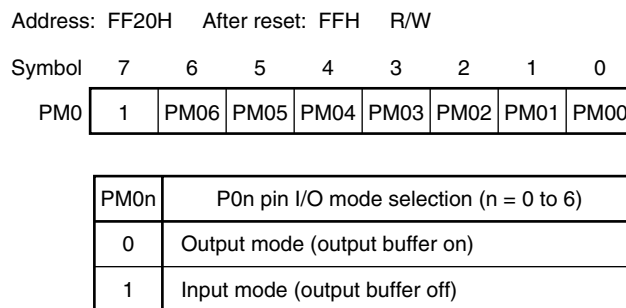 Address: FF20H After reset: FFH R/W
Symbol 7 6 5 4 3 2 1 0
PM0 1 PM06 PM05 PM04 PM03 PM02 PM01 PM00
PM0n P0n pin I/O mode selection (n = 0 to 6)
0 Output mode (output buffer on)
1 Input mode (output buffer off)